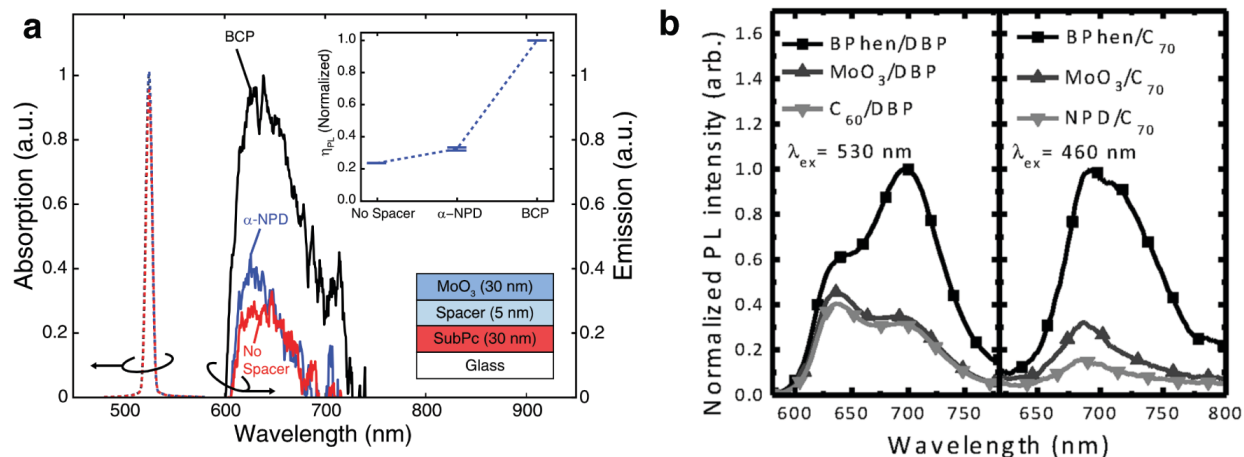 a
BCP
α-NPD
No
Spacer
Absorption (a.u.)
1
0.8
0.6
0.4
0.2
0
500
600
700
800
900
Wavelength (nm)
1
0.8
0.6
0.4
0.2
0
Emission (a.u.)
η_PL (Normalized)
1.0
0.8
0.6
0.4
0.2
0.0
No Spacer
α−NPD
BCP
MoO₃ (30 nm)
Spacer (5 nm)
SubPc (30 nm)
Glass
b
Normalized PL intensity (arb.)
1.6
1.4
1.2
1.0
0.8
0.6
0.4
0.2
0.0
BPhen/DBP
MoO₃/DBP
C₆₀/DBP
λ_ex= 530 nm
BPhen/C₇₀
MoO₃/C₇₀
NPD/C₇₀
λ_ex= 460 nm
600
650
700
750
700
750
800
Wavelength (nm)